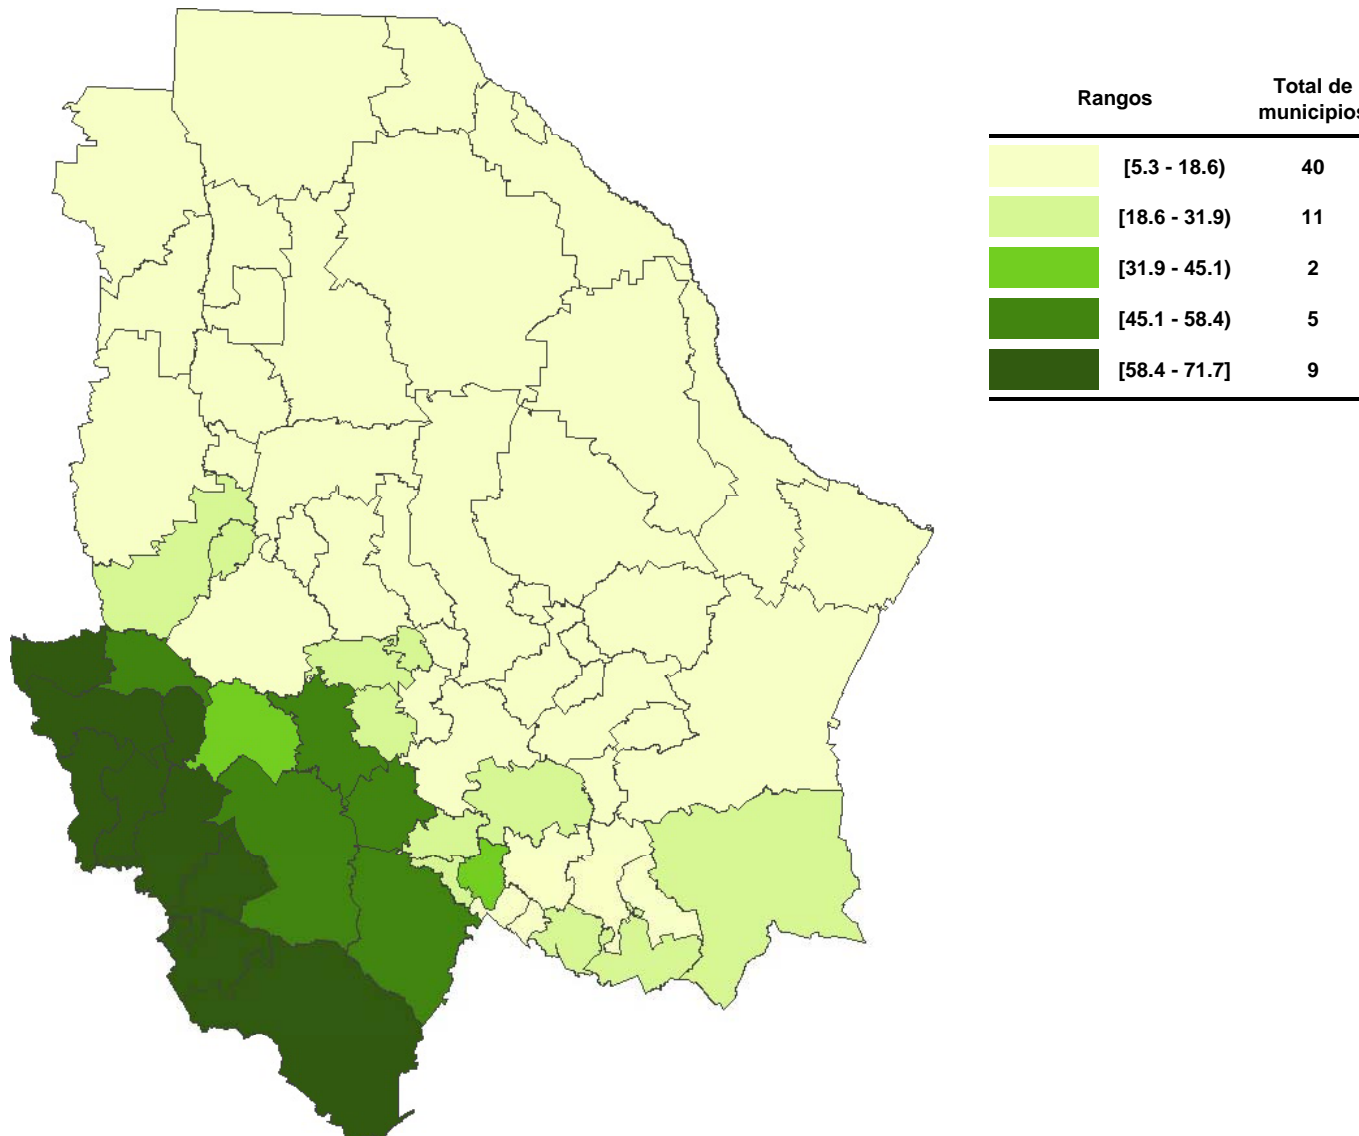 Rangos
Total de
municipios
[5.3 - 18.6) 40
[18.6 - 31.9) 11
[31.9 - 45.1) 2
[45.1 - 58.4) 5
[58.4 - 71.7] 9